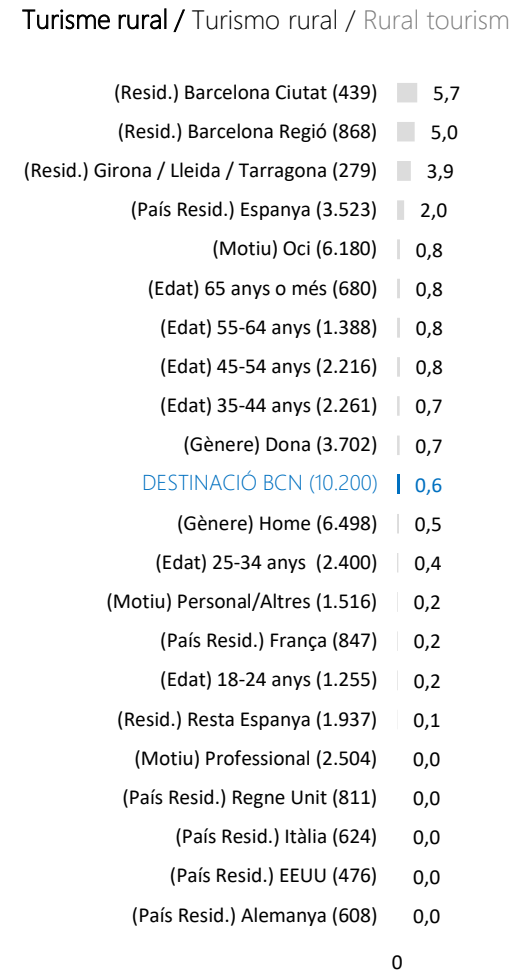 Turisme rural / Turismo rural / Rural tourism
(Resid.) Barcelona Ciutat (439) 5,7
(Resid.) Barcelona Regió (868) 5,0
(Resid.) Girona / Lleida / Tarragona (279) 3,9
(País Resid.) Espanya (3.523) 2,0
(Motiu) Oci (6.180) 0,8
(Edat) 65 anys o més (680) 0,8
(Edat) 55-64 anys (1.388) 0,8
(Edat) 45-54 anys (2.216) 0,8
(Edat) 35-44 anys (2.261) 0,7
(Gènere) Dona (3.702) 0,7
DESTINACIÓ BCN (10.200) 0,6
(Gènere) Home (6.498) 0,5
(Edat) 25-34 anys (2.400) 0,4
(Motiu) Personal/Altres (1.516) 0,2
(País Resid.) França (847) 0,2
(Edat) 18-24 anys (1.255) 0,2
(Resid.) Resta Espanya (1.937) 0,1
(Motiu) Professional (2.504) 0,0
(País Resid.) Regne Unit (811) 0,0
(País Resid.) Itàlia (624) 0,0
(País Resid.) EEUU (476) 0,0
(País Resid.) Alemanya (608) 0,0
0